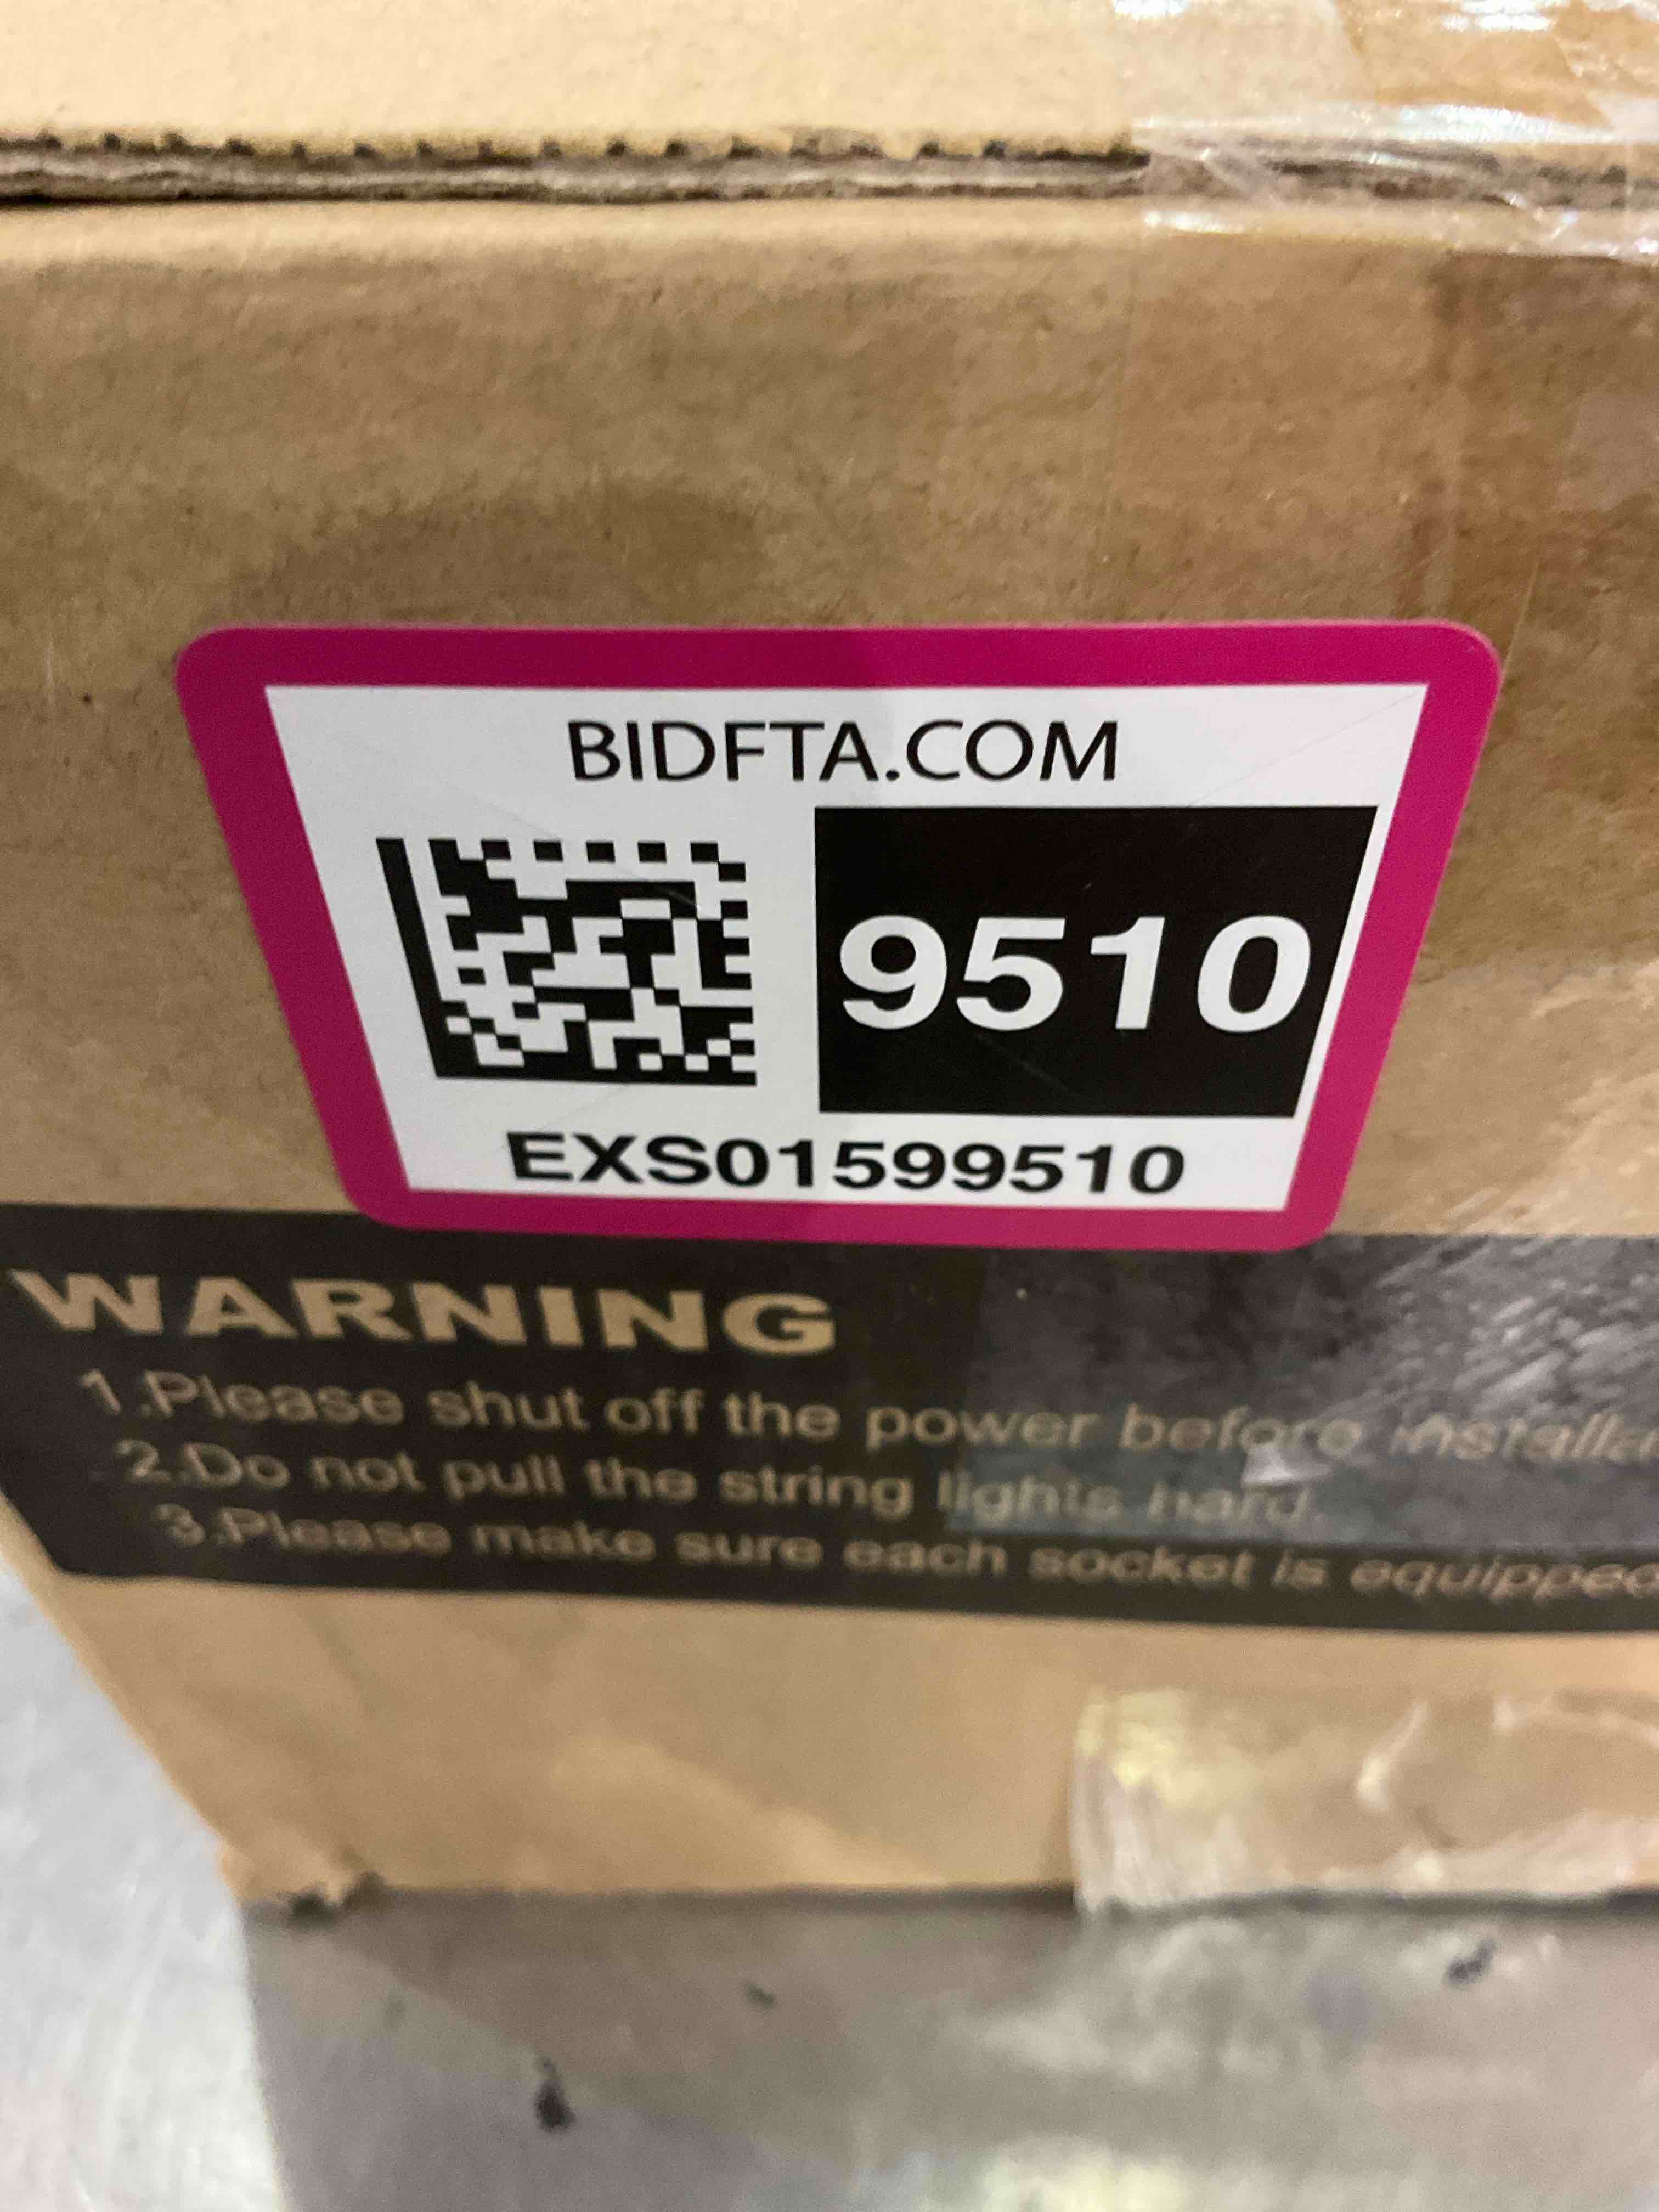 BIDFTA.COM
9510
EXS01599510
WARNING
1.Please shut off the power before
2.Do not pull the string lights hard.
3.Please make sure each socket is equipped